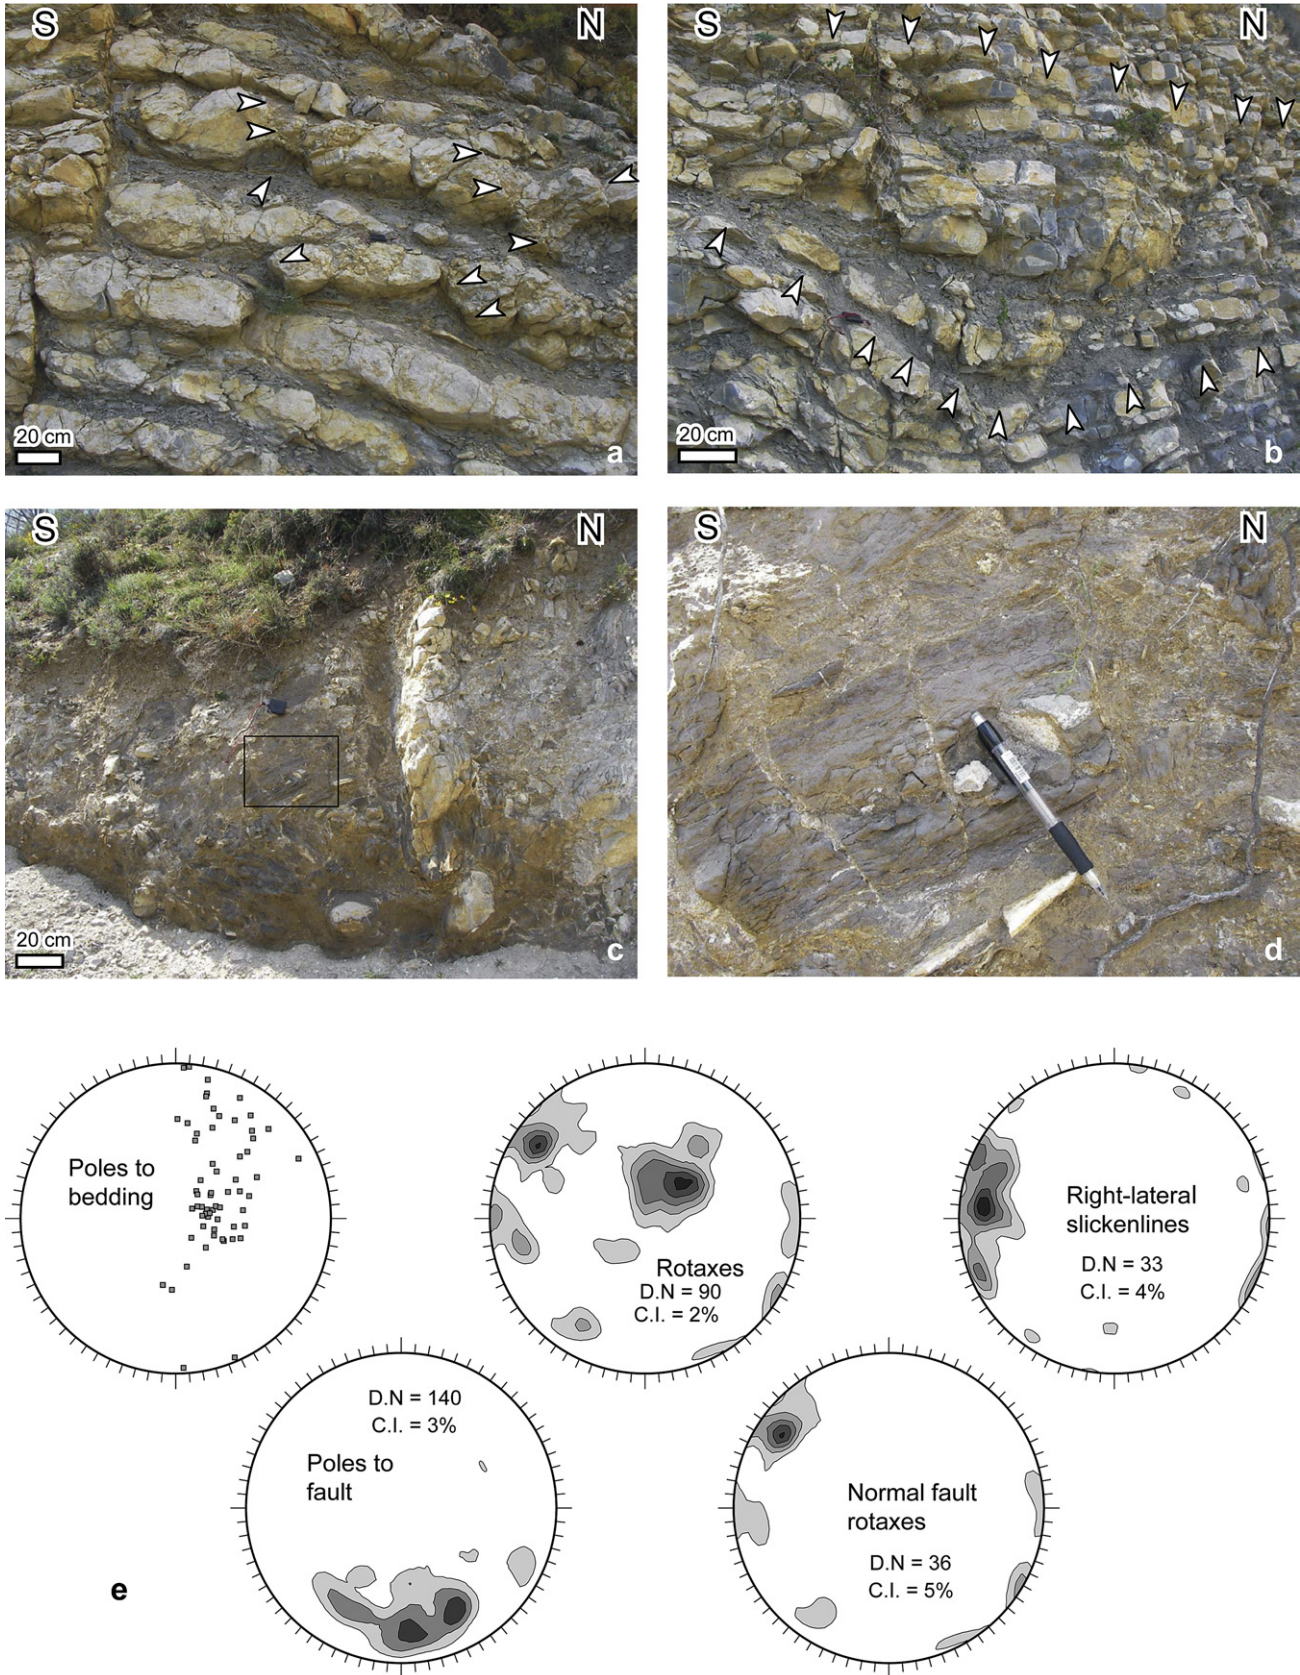 S
N
20 cm
a
S
N
20 cm
b
S
N
20 cm
c
S
N
d
Poles to
bedding
Rotaxes
D.N = 90
C.I. = 2%
Right-lateral
slickenlines
D.N = 33
C.I. = 4%
D.N = 140
C.I. = 3%
Poles to
fault
Normal fault
rotaxes
D.N = 36
C.I. = 5%
e